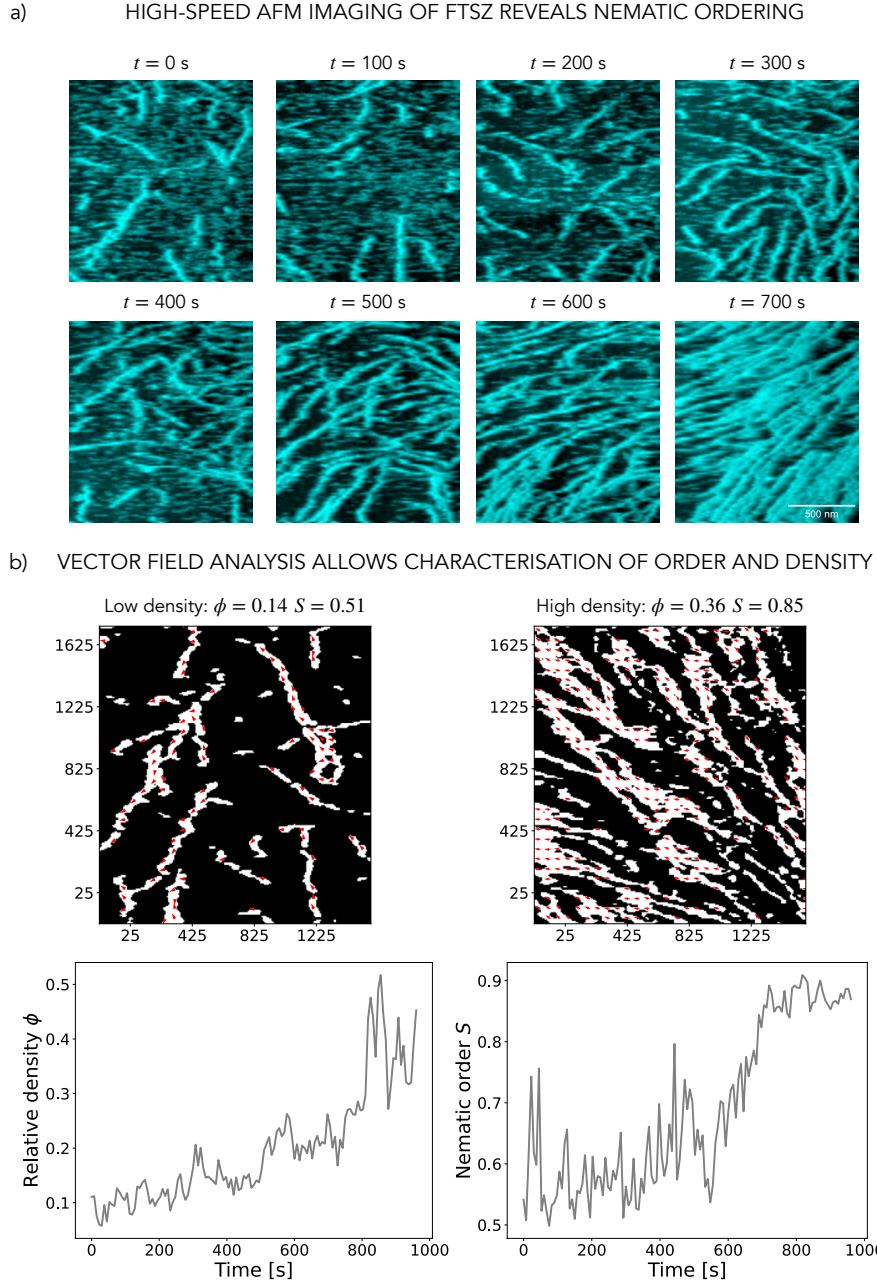 a) HIGH-SPEED AFM IMAGING OF FTSZ REVEALS NEMATIC ORDERING
t = 0 s t = 100 s t = 200 s t = 300 s
t = 400 s t = 500 s t = 600 s t = 700 s
500 nm
b) VECTOR FIELD ANALYSIS ALLOWS CHARACTERISATION OF ORDER AND DENSITY
Low density: ϕ = 0.14 S = 0.51 High density: ϕ = 0.36 S = 0.85
1625 1625
1225 1225
825 825
425 425
25 25
25 425 825 1225 25 425 825 1225
0.5 0.9
0.4 0.8
0.3 0.7
0.2 0.6
0.1 0.5
Relative density ϕ Nematic order S
0 200 400 600 800 1000 0 200 400 600 800 100
Time [s] Time [s]